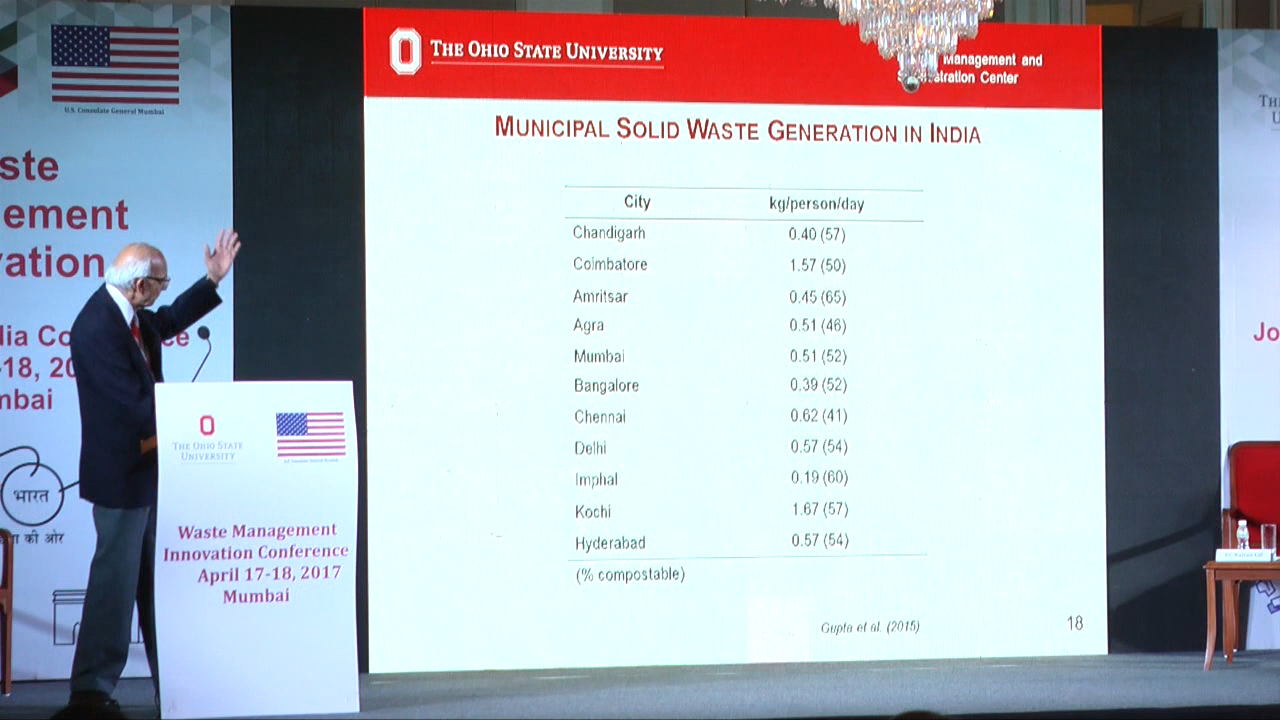 U.S. Consulate General Mumbai
ste
ement
ation
dia Co e
-18, 20
mbai
भारत
की ओर
O
THE OHIO STATE UNIVERSITY
Management and
Center
MUNICIPAL SOLID WASTE GENERATION IN INDIA
City kg/person/day
Chandigarh 0.40 (57)
Coimbatore 1.57 (50)
Amritsar 0.45 (65)
Agra 0.51 (46)
Mumbai 0.51 (52)
Bangalore 0.39 (52)
Chennai 0.62 (41)
Delhi 0.57 (54)
Imphal 0.19 (60)
Kochi 1.67 (57)
Hyderabad 0.57 (54)
(% compostable)
Gupta et al. (2015)
18
O
THE OHIO STATE
UNIVERSITY
Waste Management
Innovation Conference
April 17-18, 2017
Mumbai
TH
U
Jo